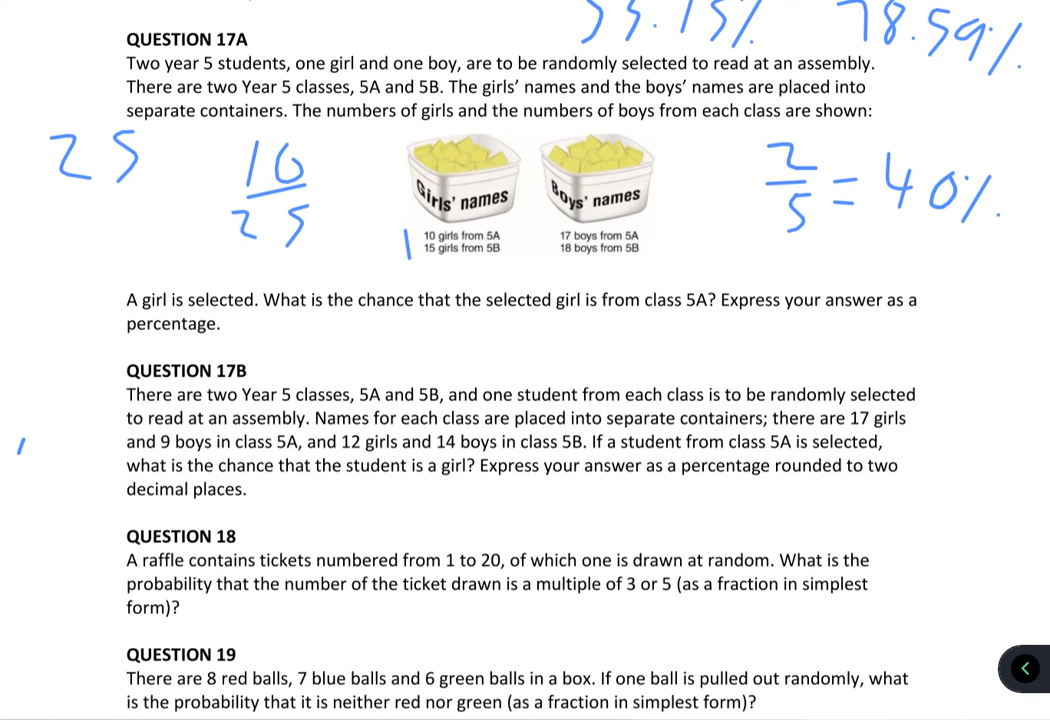 55.15%
78.59%
QUESTION 17A
Two year 5 students, one girl and one boy, are to be randomly selected to read at an assembly.
There are two Year 5 classes, 5A and 5B. The girls' names and the boys' names are placed into
separate containers. The numbers of girls and the numbers of boys from each class are shown:
25
10
25
Girls' names
Boys' names
2
5
= 40%
10 girls from 5A
15 girls from 5B
17 boys from 5A
18 boys from 5B
A girl is selected. What is the chance that the selected girl is from class 5A? Express your answer as a
percentage.
QUESTION 17B
There are two Year 5 classes, 5A and 5B, and one student from each class is to be randomly selected
to read at an assembly. Names for each class are placed into separate containers; there are 17 girls
and 9 boys in class 5A, and 12 girls and 14 boys in class 5B. If a student from class 5A is selected,
what is the chance that the student is a girl? Express your answer as a percentage rounded to two
decimal places.
QUESTION 18
A raffle contains tickets numbered from 1 to 20, of which one is drawn at random. What is the
probability that the number of the ticket drawn is a multiple of 3 or 5 (as a fraction in simplest
form)?
QUESTION 19
There are 8 red balls, 7 blue balls and 6 green balls in a box. If one ball is pulled out randomly, what
is the probability that it is neither red nor green (as a fraction in simplest form)?